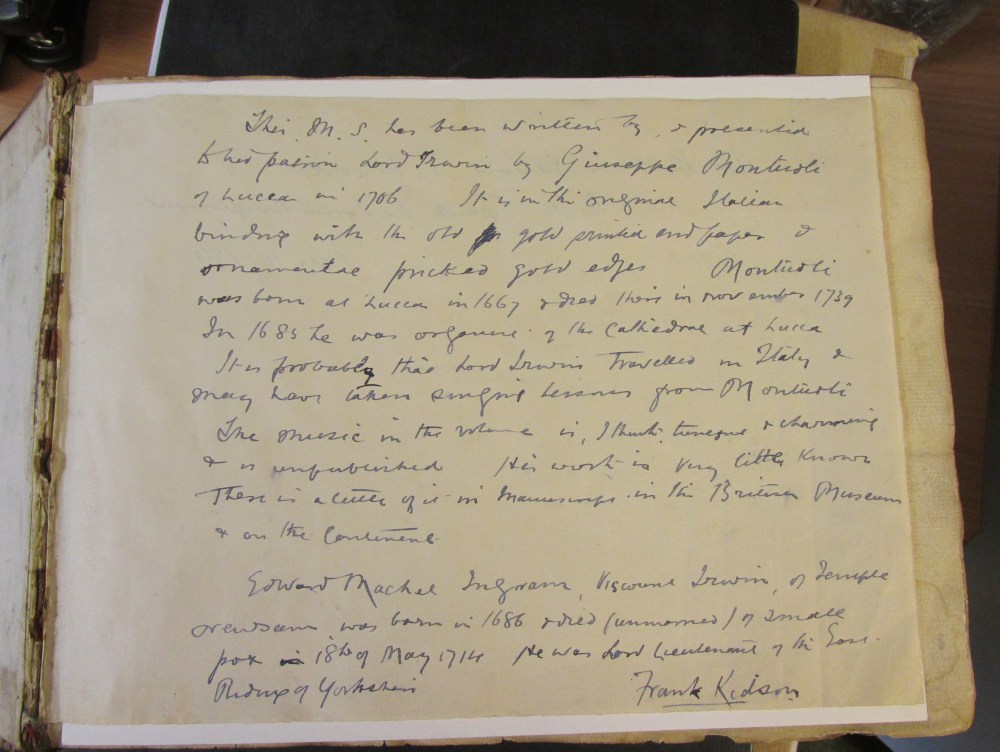 This M.S. has been written by & presented
to his patron Lord Irwin by Giuseppe Montuoli
of Lucca in 1706 It is in the original Italian
binding with the old gold printed end paper &
ornamental pricked gold edges Montuoli
was born at Lucca in 1667 & died there in november 1739
In 1685 he was organist of the Cathedral at Lucca
It is probably that Lord Irwin Travelled in Italy &
may have taken singing lessons from Montuoli
The music in the volume is, I think, tuneful & charming
& is unpublished His work is very little known
There is a little of it in Manuscript in the British Museum
& on the Continent
Edward Machel Ingram, Viscount Irwin, of Temple
newsam was born in 1686 & died (unmarried) of small
pox in 18th of May 1714 He was Lord Lieutenant of the East
Riding of Yorkshire
Frank Kidson